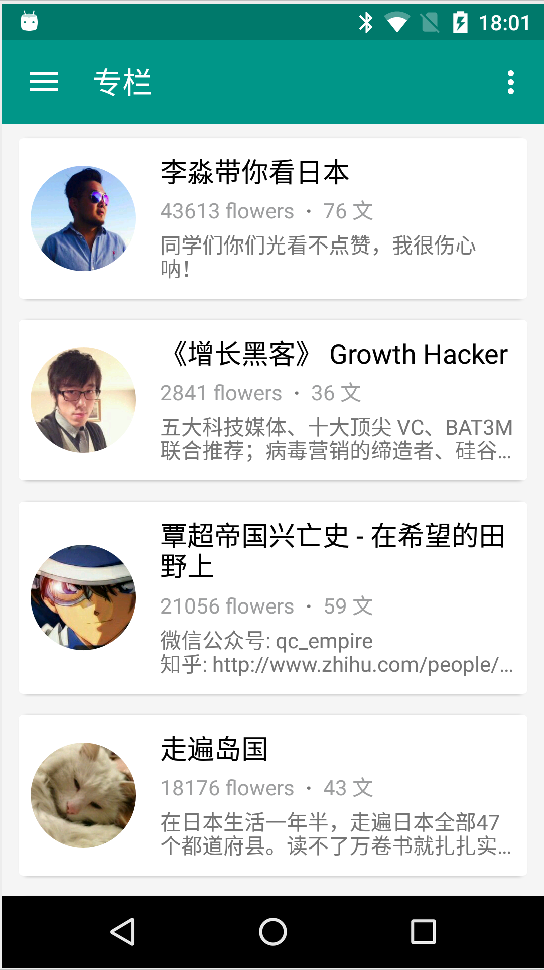 18:01
专栏
李淼带你看日本
43613 flowers · 76 文
同学们你们光看不点赞，我很伤心
呐！
《增长黑客》 Growth Hacker
2841 flowers · 36 文
五大科技媒体、十大顶尖 VC、BAT3M
联合推荐；病毒营销的缔造者、硅谷...
覃超帝国兴亡史 - 在希望的田
野上
21056 flowers · 59 文
微信公众号: qc_empire
知乎: http://www.zhihu.com/people/...
走遍岛国
18176 flowers · 43 文
在日本生活一年半，走遍日本全部47
个都道府县。读不了万卷书就扎扎实...